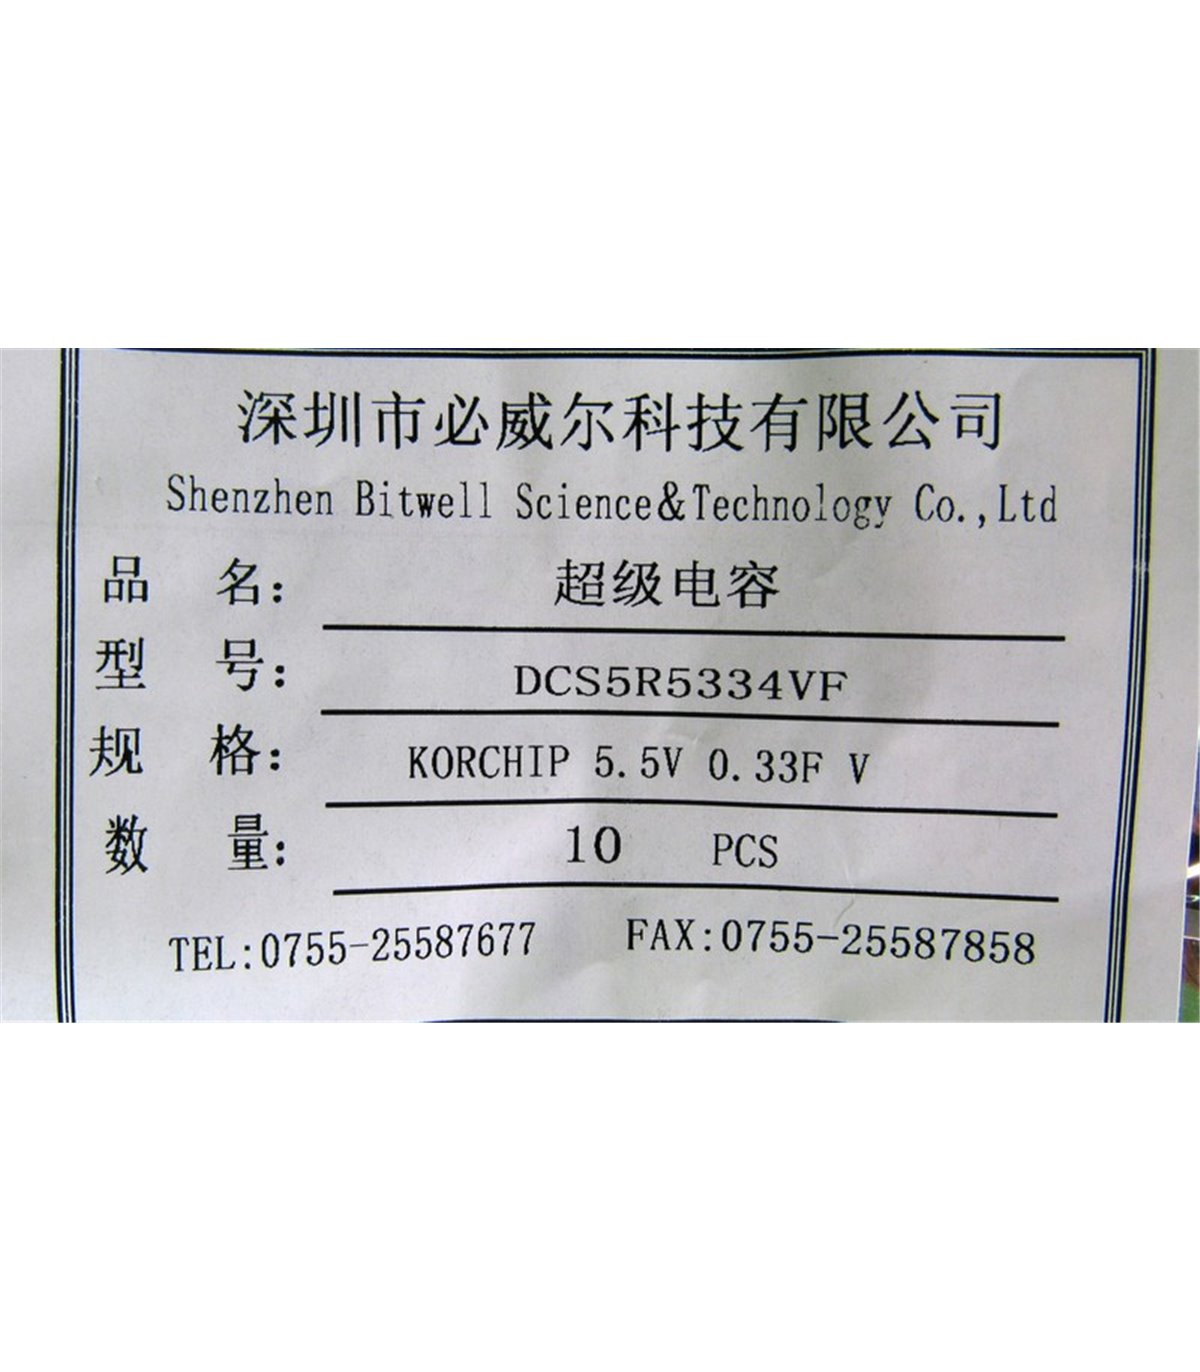 深圳市必威尔科技有限公司
Shenzhen Bitwell Science&Technology Co.,Ltd
品 名: 超级电容
型 号: DCS5R5334VF
规 格: KORCHIP 5.5V 0.33F V
数 量: 10 PCS
TEL:0755-25587677 FAX:0755-25587858